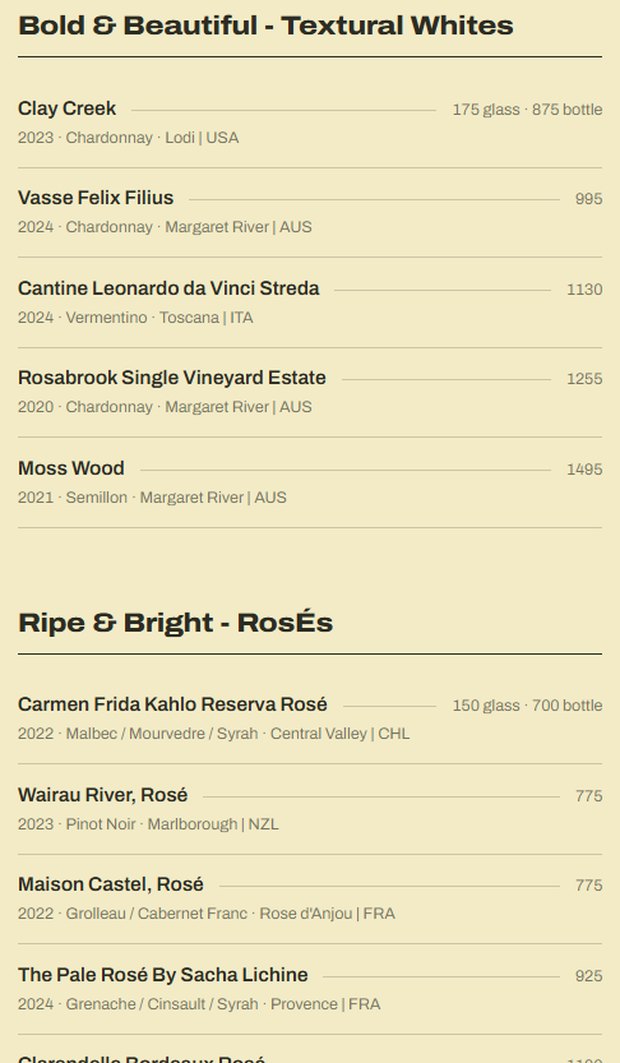 Bold & Beautiful - Textural Whites
Clay Creek 175 glass · 875 bottle
2023 · Chardonnay · Lodi | USA
Vasse Felix Filius 995
2024 · Chardonnay · Margaret River | AUS
Cantine Leonardo da Vinci Streda 1130
2024 · Vermentino · Toscana | ITA
Rosabrook Single Vineyard Estate 1255
2020 · Chardonnay · Margaret River | AUS
Moss Wood 1495
2021 · Semillon · Margaret River | AUS
Ripe & Bright - RosÉs
Carmen Frida Kahlo Reserva Rosé 150 glass · 700 bottle
2022 · Malbec / Mourvedre / Syrah · Central Valley | CHL
Wairau River, Rosé 775
2023 · Pinot Noir · Marlborough | NZL
Maison Castel, Rosé 775
2022 · Grolleau / Cabernet Franc · Rose d'Anjou | FRA
The Pale Rosé By Sacha Lichine 925
2024 · Grenache / Cinsault / Syrah · Provence | FRA
Clarendelle Bordeaux Rosé